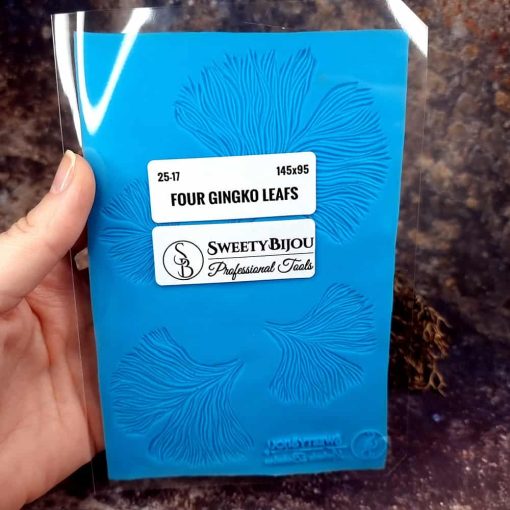 25-17 145x95
FOUR GINGKO LEAFS
SB
SWEETYBIJOU
Professional Tools